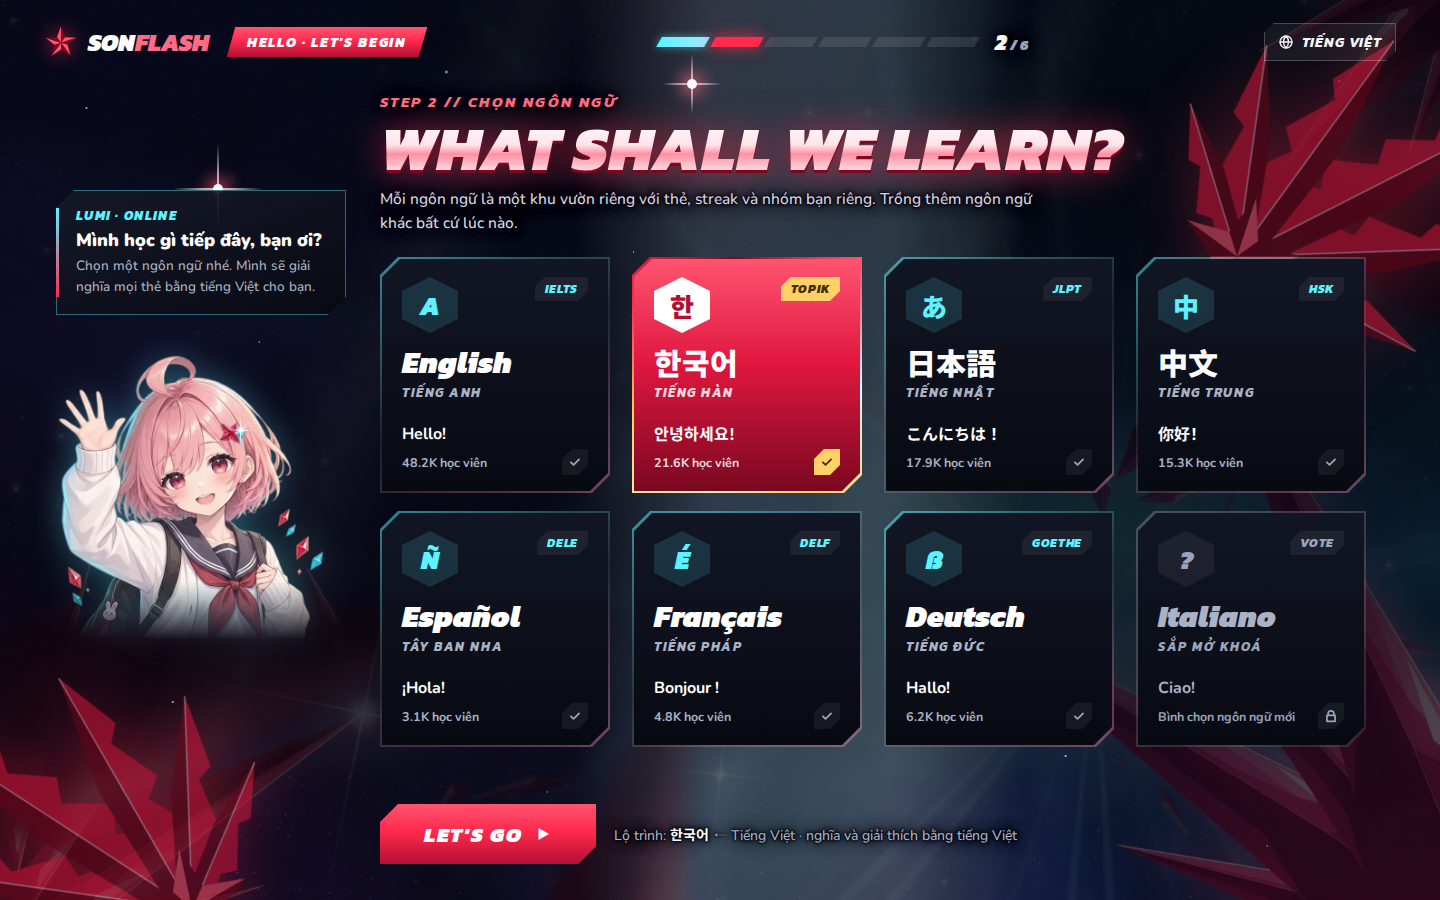 SONFLASH
HELLO · LET'S BEGIN
2 / 6
TIẾNG VIỆT
STEP 2 // CHỌN NGÔN NGỮ
WHAT SHALL WE LEARN?
Mỗi ngôn ngữ là một khu vườn riêng với thẻ, streak và nhóm bạn riêng. Trồng thêm ngôn ngữ
khác bất cứ lúc nào.
LUMI · ONLINE
Mình học gì tiếp đây, bạn ơi?
Chọn một ngôn ngữ nhé. Mình sẽ giải
nghĩa mọi thẻ bằng tiếng Việt cho bạn.
A
IELTS
English
TIẾNG ANH
Hello!
48.2K học viên
한
TOPIK
한국어
TIẾNG HÀN
안녕하세요!
21.6K học viên
あ
JLPT
日本語
TIẾNG NHẬT
こんにちは！
17.9K học viên
中
HSK
中文
TIẾNG TRUNG
你好！
15.3K học viên
Ñ
DELE
Español
TÂY BAN NHA
¡Hola!
3.1K học viên
É
DELF
Français
TIẾNG PHÁP
Bonjour !
4.8K học viên
ß
GOETHE
Deutsch
TIẾNG ĐỨC
Hallo!
6.2K học viên
?
VOTE
Italiano
SẮP MỞ KHOÁ
Ciao!
Bình chọn ngôn ngữ mới
LET'S GO
Lộ trình: 한국어 ← Tiếng Việt · nghĩa và giải thích bằng tiếng Việt